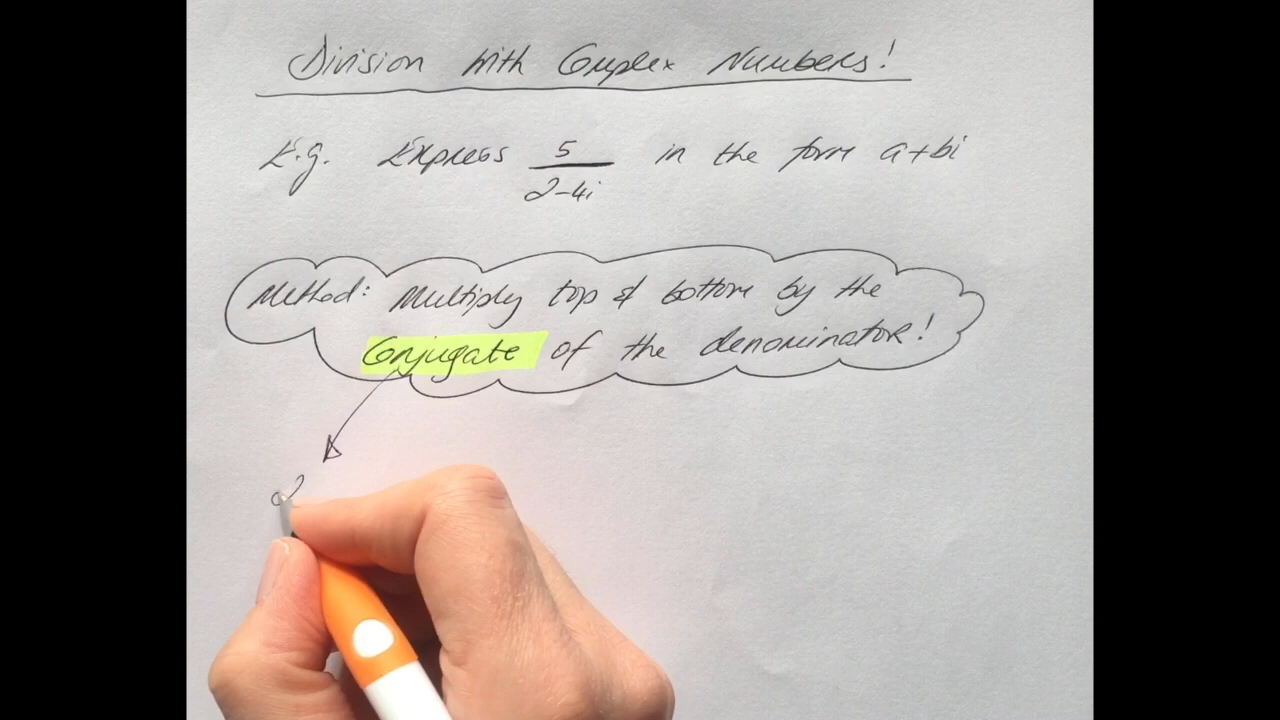 Division with Complex Numbers!
E.g. Express 5/2-4i in the form a+bi
Method: Multiply top & bottom by the
Conjugate of the denominator!
2